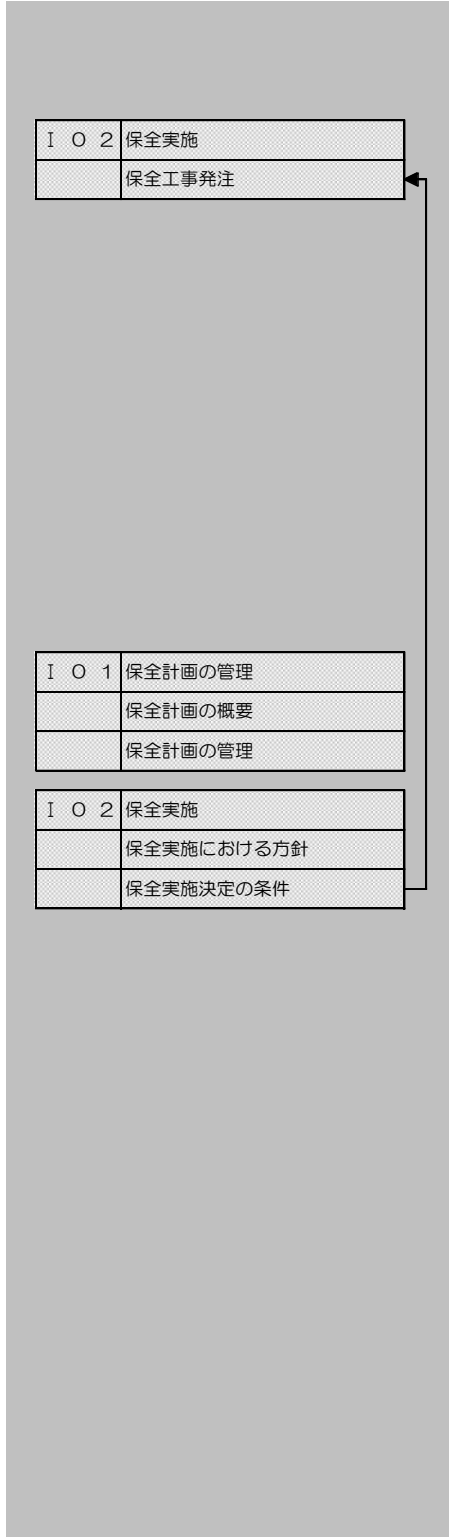 Ｉ Ｏ ２ 保全実施
保全工事発注
Ｉ Ｏ １ 保全計画の管理
保全計画の概要
保全計画の管理
Ｉ Ｏ ２ 保全実施
保全実施における方針
保全実施決定の条件